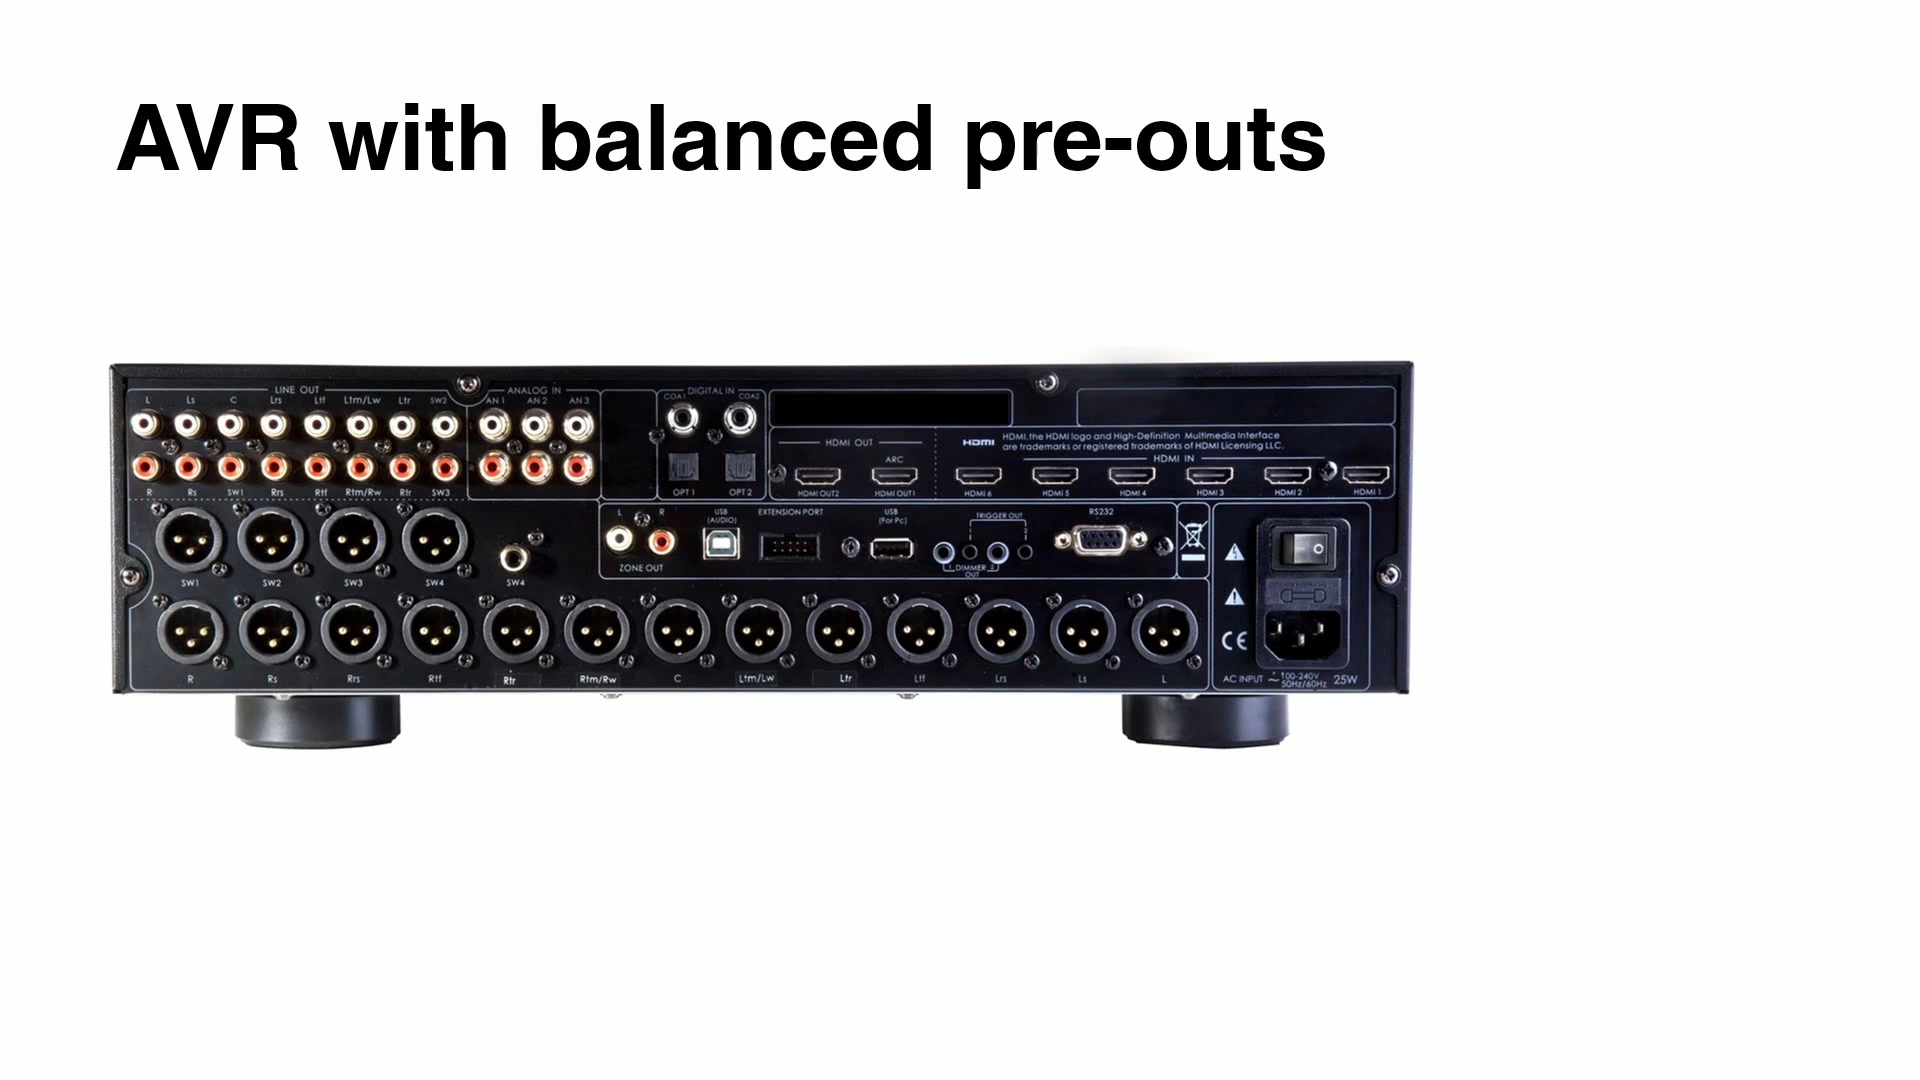 AVR with balanced pre-outs
LINE OUT
L Ls C Lrs Ltf Ltm/Lw Ltr SW2
R Rs SW1 Rrs Rtf Rtm/Rw Rtr SW3
ANALOG IN
AN 1 AN 2 AN 3
DIGITAL IN
COA1 COA2
OPT 1 OPT 2
HDMI OUT
ARC
HDMI OUT2 HDMI OUT1
HDMI HDMI, the HDMI logo and High-Definition Multimedia Interface
are trademarks or registered trademarks of HDMI Licensing LLC.
HDMI IN
HDMI 6 HDMI 5 HDMI 4 HDMI 3 HDMI 2 HDMI 1
SW1 SW2 SW3 SW4 SW4
L R
ZONE OUT
USB
(AUDIO)
EXTENSION PORT
USB
(For Pc)
TRIGGER OUT
1 2
1 DIMMER 2
OUT
RS232
R Rs Rrs Rtf Rtr Rtm/Rw C Ltm/Lw Ltr Ltf Lrs Ls L
CE
AC INPUT ~ 100-240V
50Hz/60Hz 25W